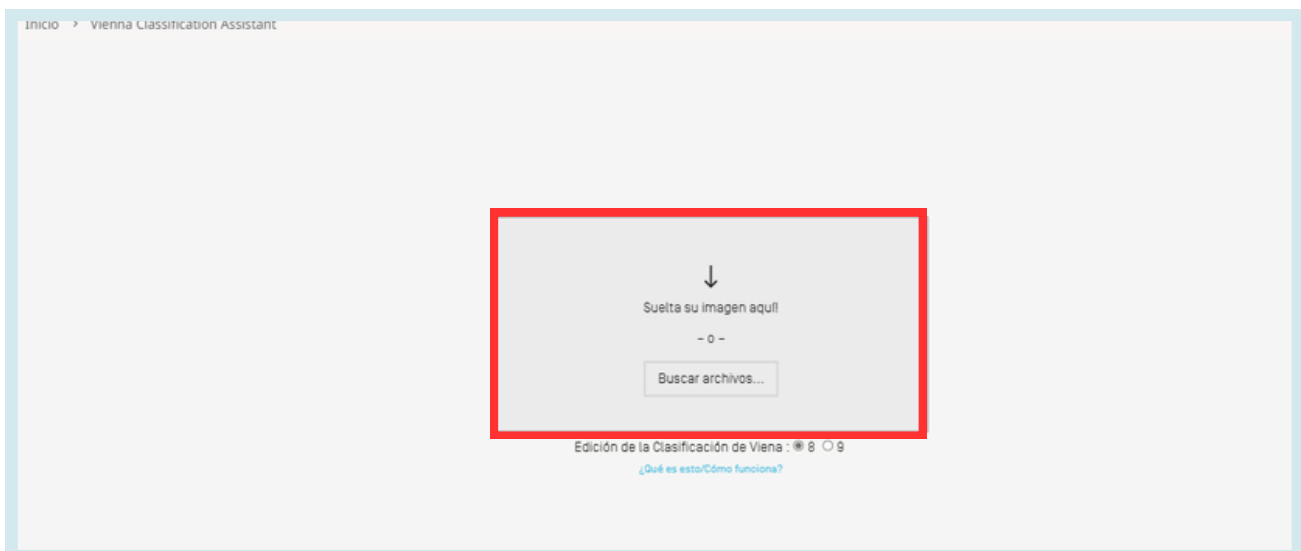 Inicio > Vienna Classification Assistant
↓
Suelta su imagen aquí!
- o -
Buscar archivos...
Edición de la Clasificación de Viena : 8 9
¿Qué es esto/Cómo funciona?